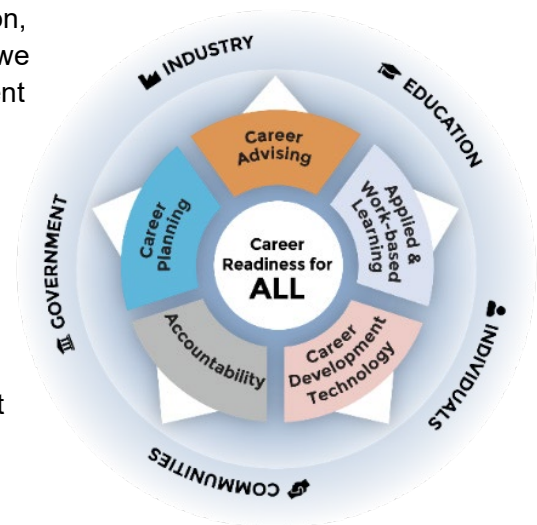 on,
we
ent
t
INDUSTRY
EDUCATION
INDIVIDUALS
COMMUNITIES
GOVERNMENT
Career
Advising
Applied &
Work-based
Learning
Career
Development
Technology
Accountability
Career
Planning
Career
Readiness for
ALL